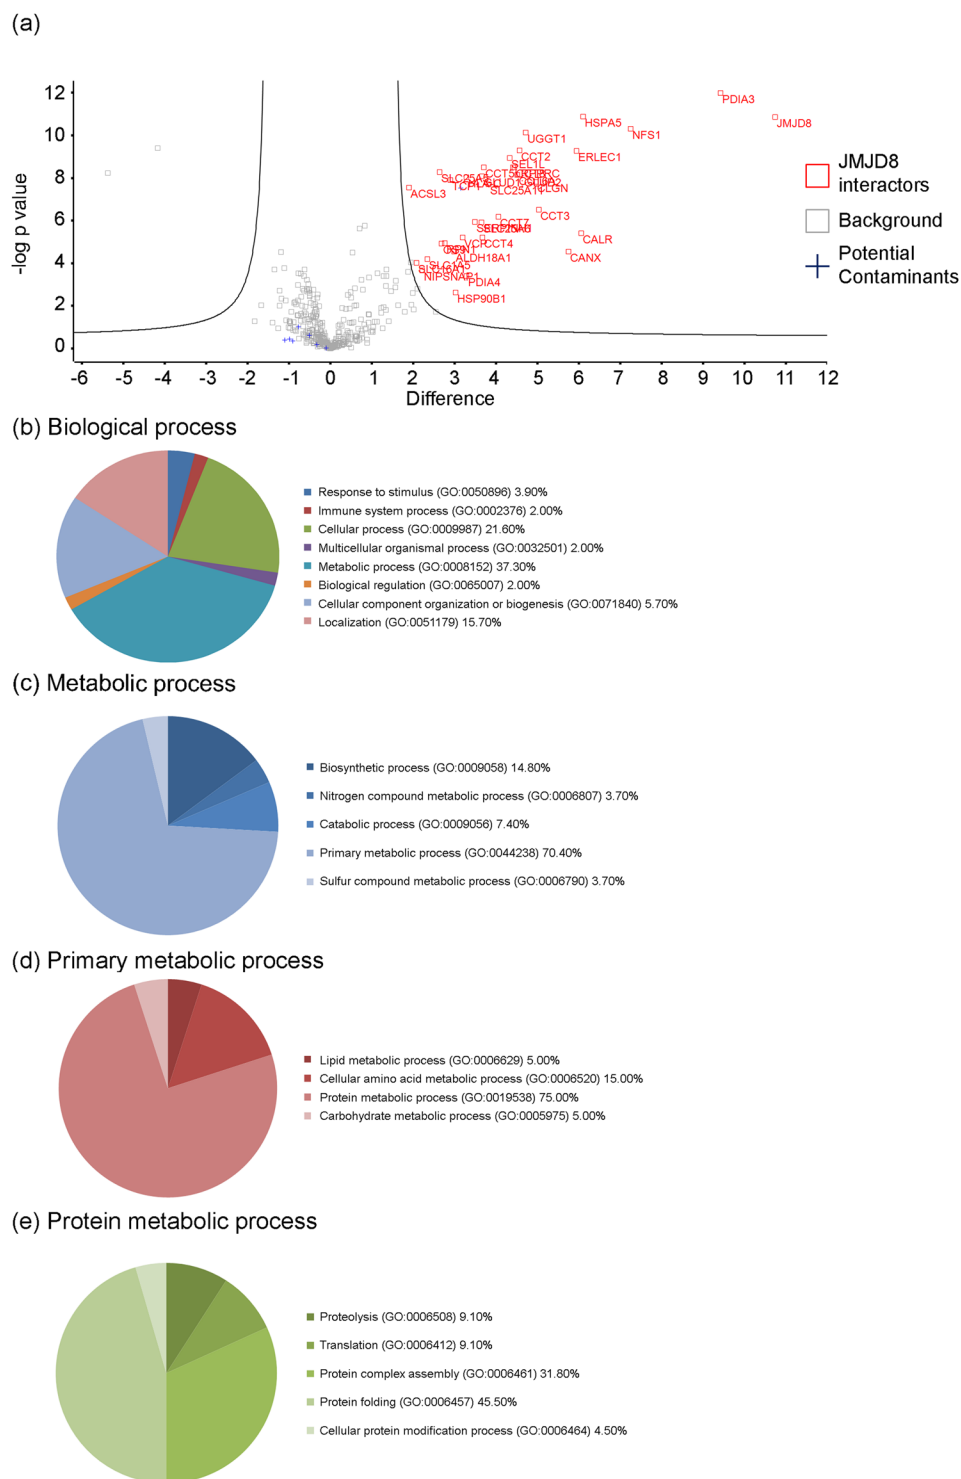 (a)
-log p value
12
10
8
6
4
2
0
-6 -5 -4 -3 -2 -1 0 1 2 3 4 5 6 7 8 9 10 11 12
Difference
PDIA3
JMJD8
HSPA5
NFS1
UGGT1
CCT2
ERLEC1
SEL1L
SLC25A11
CLGN
ACSL3
CCT3
CCT7
CALR
VCP
CCT4
CANX
ALDH18A1
SLC1A5
NIPSNAP1
PDIA4
HSP90B1
JMJD8
interactors
Background
Potential
Contaminants
(b) Biological process
Response to stimulus (GO:0050896) 3.90%
Immune system process (GO:0002376) 2.00%
Cellular process (GO:0009987) 21.60%
Multicellular organismal process (GO:0032501) 2.00%
Metabolic process (GO:0008152) 37.30%
Biological regulation (GO:0065007) 2.00%
Cellular component organization or biogenesis (GO:0071840) 5.70%
Localization (GO:0051179) 15.70%
(c) Metabolic process
Biosynthetic process (GO:0009058) 14.80%
Nitrogen compound metabolic process (GO:0006807) 3.70%
Catabolic process (GO:0009056) 7.40%
Primary metabolic process (GO:0044238) 70.40%
Sulfur compound metabolic process (GO:0006790) 3.70%
(d) Primary metabolic process
Lipid metabolic process (GO:0006629) 5.00%
Cellular amino acid metabolic process (GO:0006520) 15.00%
Protein metabolic process (GO:0019538) 75.00%
Carbohydrate metabolic process (GO:0005975) 5.00%
(e) Protein metabolic process
Proteolysis (GO:0006508) 9.10%
Translation (GO:0006412) 9.10%
Protein complex assembly (GO:0006461) 31.80%
Protein folding (GO:0006457) 45.50%
Cellular protein modification process (GO:0006464) 4.50%